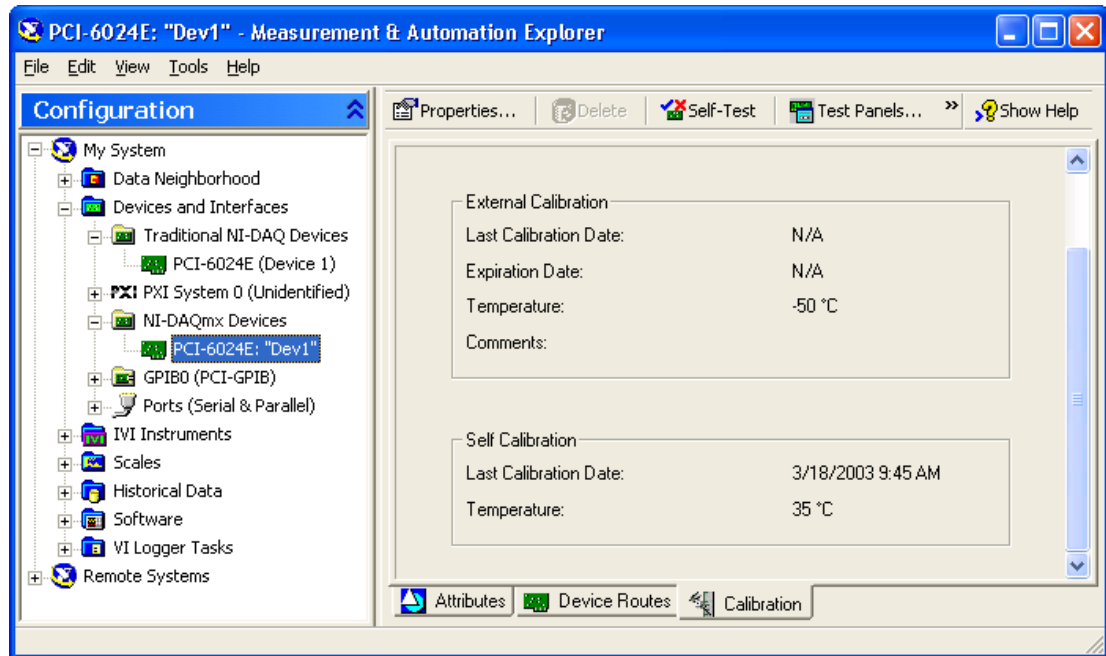 PCI-6024E: "Dev1" - Measurement & Automation Explorer
File Edit View Tools Help
Configuration
My System
Data Neighborhood
Devices and Interfaces
Traditional NI-DAQ Devices
PCI-6024E (Device 1)
PXI PXI System 0 (Unidentified)
NI-DAQmx Devices
PCI-6024E: "Dev1"
GPIB0 (PCI-GPIB)
Ports (Serial & Parallel)
IVI IVI Instruments
Scales
Historical Data
Software
VI Logger Tasks
Remote Systems
Properties... Delete Self-Test Test Panels... » Show Help
External Calibration
Last Calibration Date: N/A
Expiration Date: N/A
Temperature: -50 °C
Comments:
Self Calibration
Last Calibration Date: 3/18/2003 9:45 AM
Temperature: 35 °C
Attributes Device Routes Calibration